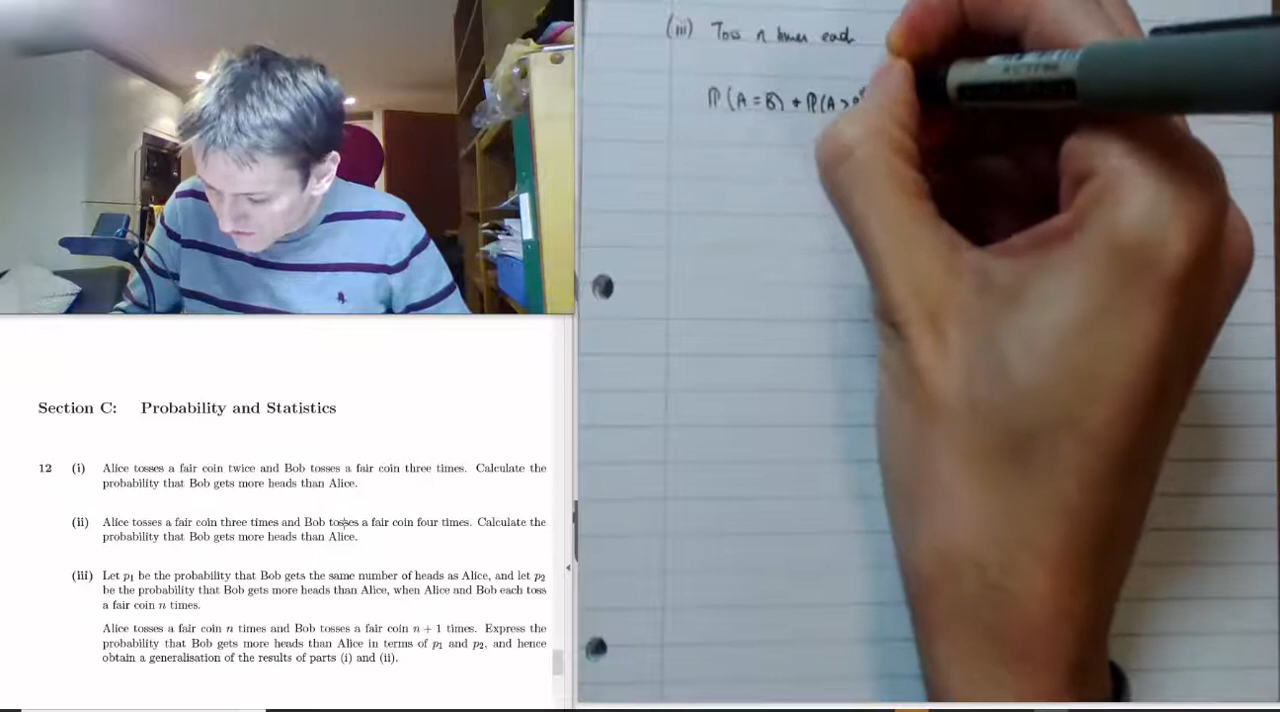 (iii) Toss n times each
P(A = B) + P(A >
Section C: Probability and Statistics
12 (i) Alice tosses a fair coin twice and Bob tosses a fair coin three times. Calculate the
probability that Bob gets more heads than Alice.
(ii) Alice tosses a fair coin three times and Bob tosses a fair coin four times. Calculate the
probability that Bob gets more heads than Alice.
(iii) Let p₁ be the probability that Bob gets the same number of heads as Alice, and let p₂
be the probability that Bob gets more heads than Alice, when Alice and Bob each toss
a fair coin n times.
Alice tosses a fair coin n times and Bob tosses a fair coin n + 1 times. Express the
probability that Bob gets more heads than Alice in terms of p₁ and p₂, and hence
obtain a generalisation of the results of parts (i) and (ii).